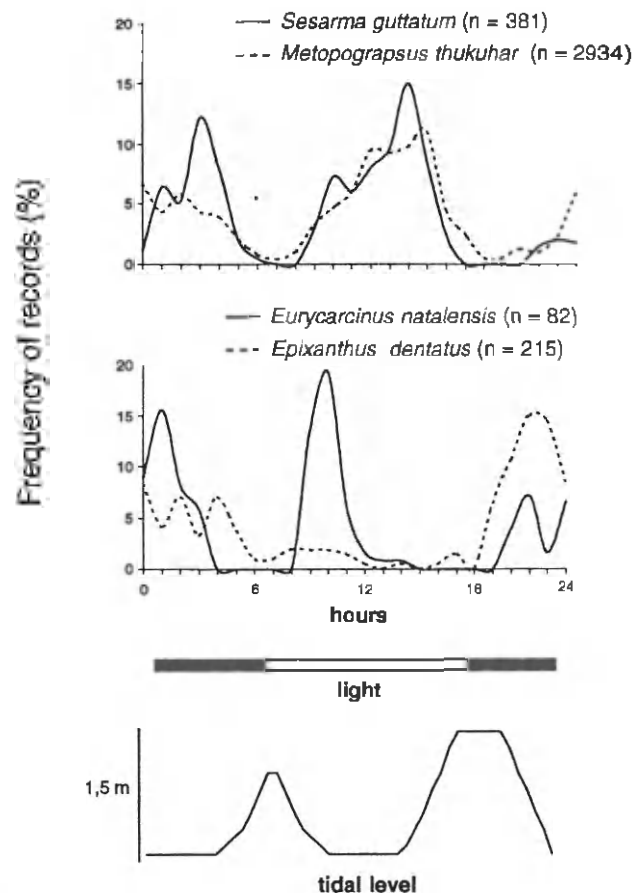 20
Sesarma guttatum (n = 381)
Metopograpsus thukuhar (n = 2934)
15
10
5
0
Frequency of records (%)
Eurycarcinus natalensis (n = 82)
Epixanthus dentatus (n = 215)
20
15
10
5
0
0 6 12 18 24
hours
light
1,5 m
tidal level